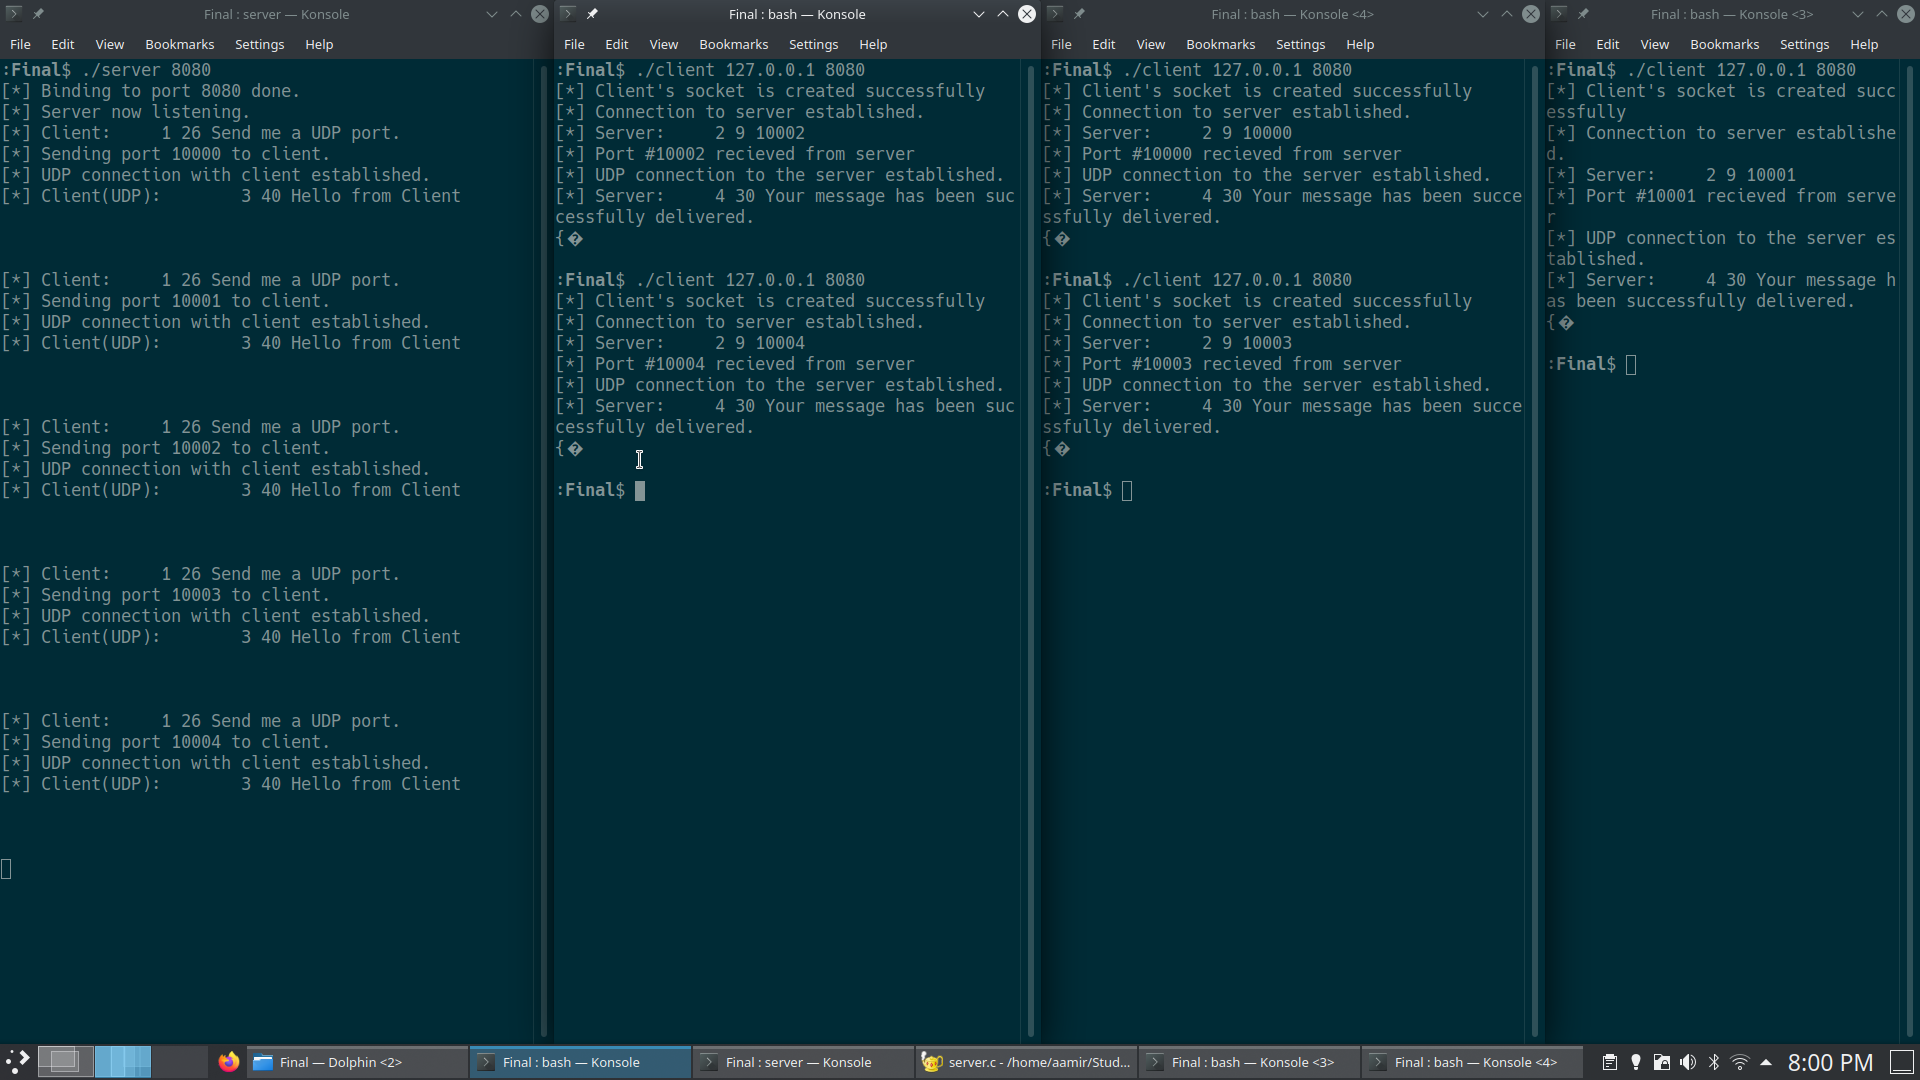 Final : server — Konsole
File Edit View Bookmarks Settings Help
:Final$ ./server 8080
[*] Binding to port 8080 done.
[*] Server now listening.
[*] Client: 1 26 Send me a UDP port.
[*] Sending port 10000 to client.
[*] UDP connection with client established.
[*] Client(UDP): 3 40 Hello from Client
[*] Client: 1 26 Send me a UDP port.
[*] Sending port 10001 to client.
[*] UDP connection with client established.
[*] Client(UDP): 3 40 Hello from Client
[*] Client: 1 26 Send me a UDP port.
[*] Sending port 10002 to client.
[*] UDP connection with client established.
[*] Client(UDP): 3 40 Hello from Client
[*] Client: 1 26 Send me a UDP port.
[*] Sending port 10003 to client.
[*] UDP connection with client established.
[*] Client(UDP): 3 40 Hello from Client
[*] Client: 1 26 Send me a UDP port.
[*] Sending port 10004 to client.
[*] UDP connection with client established.
[*] Client(UDP): 3 40 Hello from Client
Final : bash — Konsole
File Edit View Bookmarks Settings Help
:Final$ ./client 127.0.0.1 8080
[*] Client's socket is created successfully
[*] Connection to server established.
[*] Server: 2 9 10002
[*] Port #10002 recieved from server
[*] UDP connection to the server established.
[*] Server: 4 30 Your message has been suc
cessfully delivered.
{�
:Final$ ./client 127.0.0.1 8080
[*] Client's socket is created successfully
[*] Connection to server established.
[*] Server: 2 9 10004
[*] Port #10004 recieved from server
[*] UDP connection to the server established.
[*] Server: 4 30 Your message has been suc
cessfully delivered.
{�
:Final$
Final : bash — Konsole <4>
File Edit View Bookmarks Settings Help
:Final$ ./client 127.0.0.1 8080
[*] Client's socket is created successfully
[*] Connection to server established.
[*] Server: 2 9 10000
[*] Port #10000 recieved from server
[*] UDP connection to the server established.
[*] Server: 4 30 Your message has been succe
ssfully delivered.
{�
:Final$ ./client 127.0.0.1 8080
[*] Client's socket is created successfully
[*] Connection to server established.
[*] Server: 2 9 10003
[*] Port #10003 recieved from server
[*] UDP connection to the server established.
[*] Server: 4 30 Your message has been succe
ssfully delivered.
{�
:Final$
Final : bash — Konsole <3>
File Edit View Bookmarks Settings Help
:Final$ ./client 127.0.0.1 8080
[*] Client's socket is created succ
essfully
[*] Connection to server establishe
d.
[*] Server: 2 9 10001
[*] Port #10001 recieved from serve
r
[*] UDP connection to the server es
tablished.
[*] Server: 4 30 Your message h
as been successfully delivered.
{�
:Final$
Final — Dolphin <2>
Final : bash — Konsole
Final : server — Konsole
server.c - /home/aamir/Stud...
Final : bash — Konsole <3>
Final : bash — Konsole <4>
8:00 PM